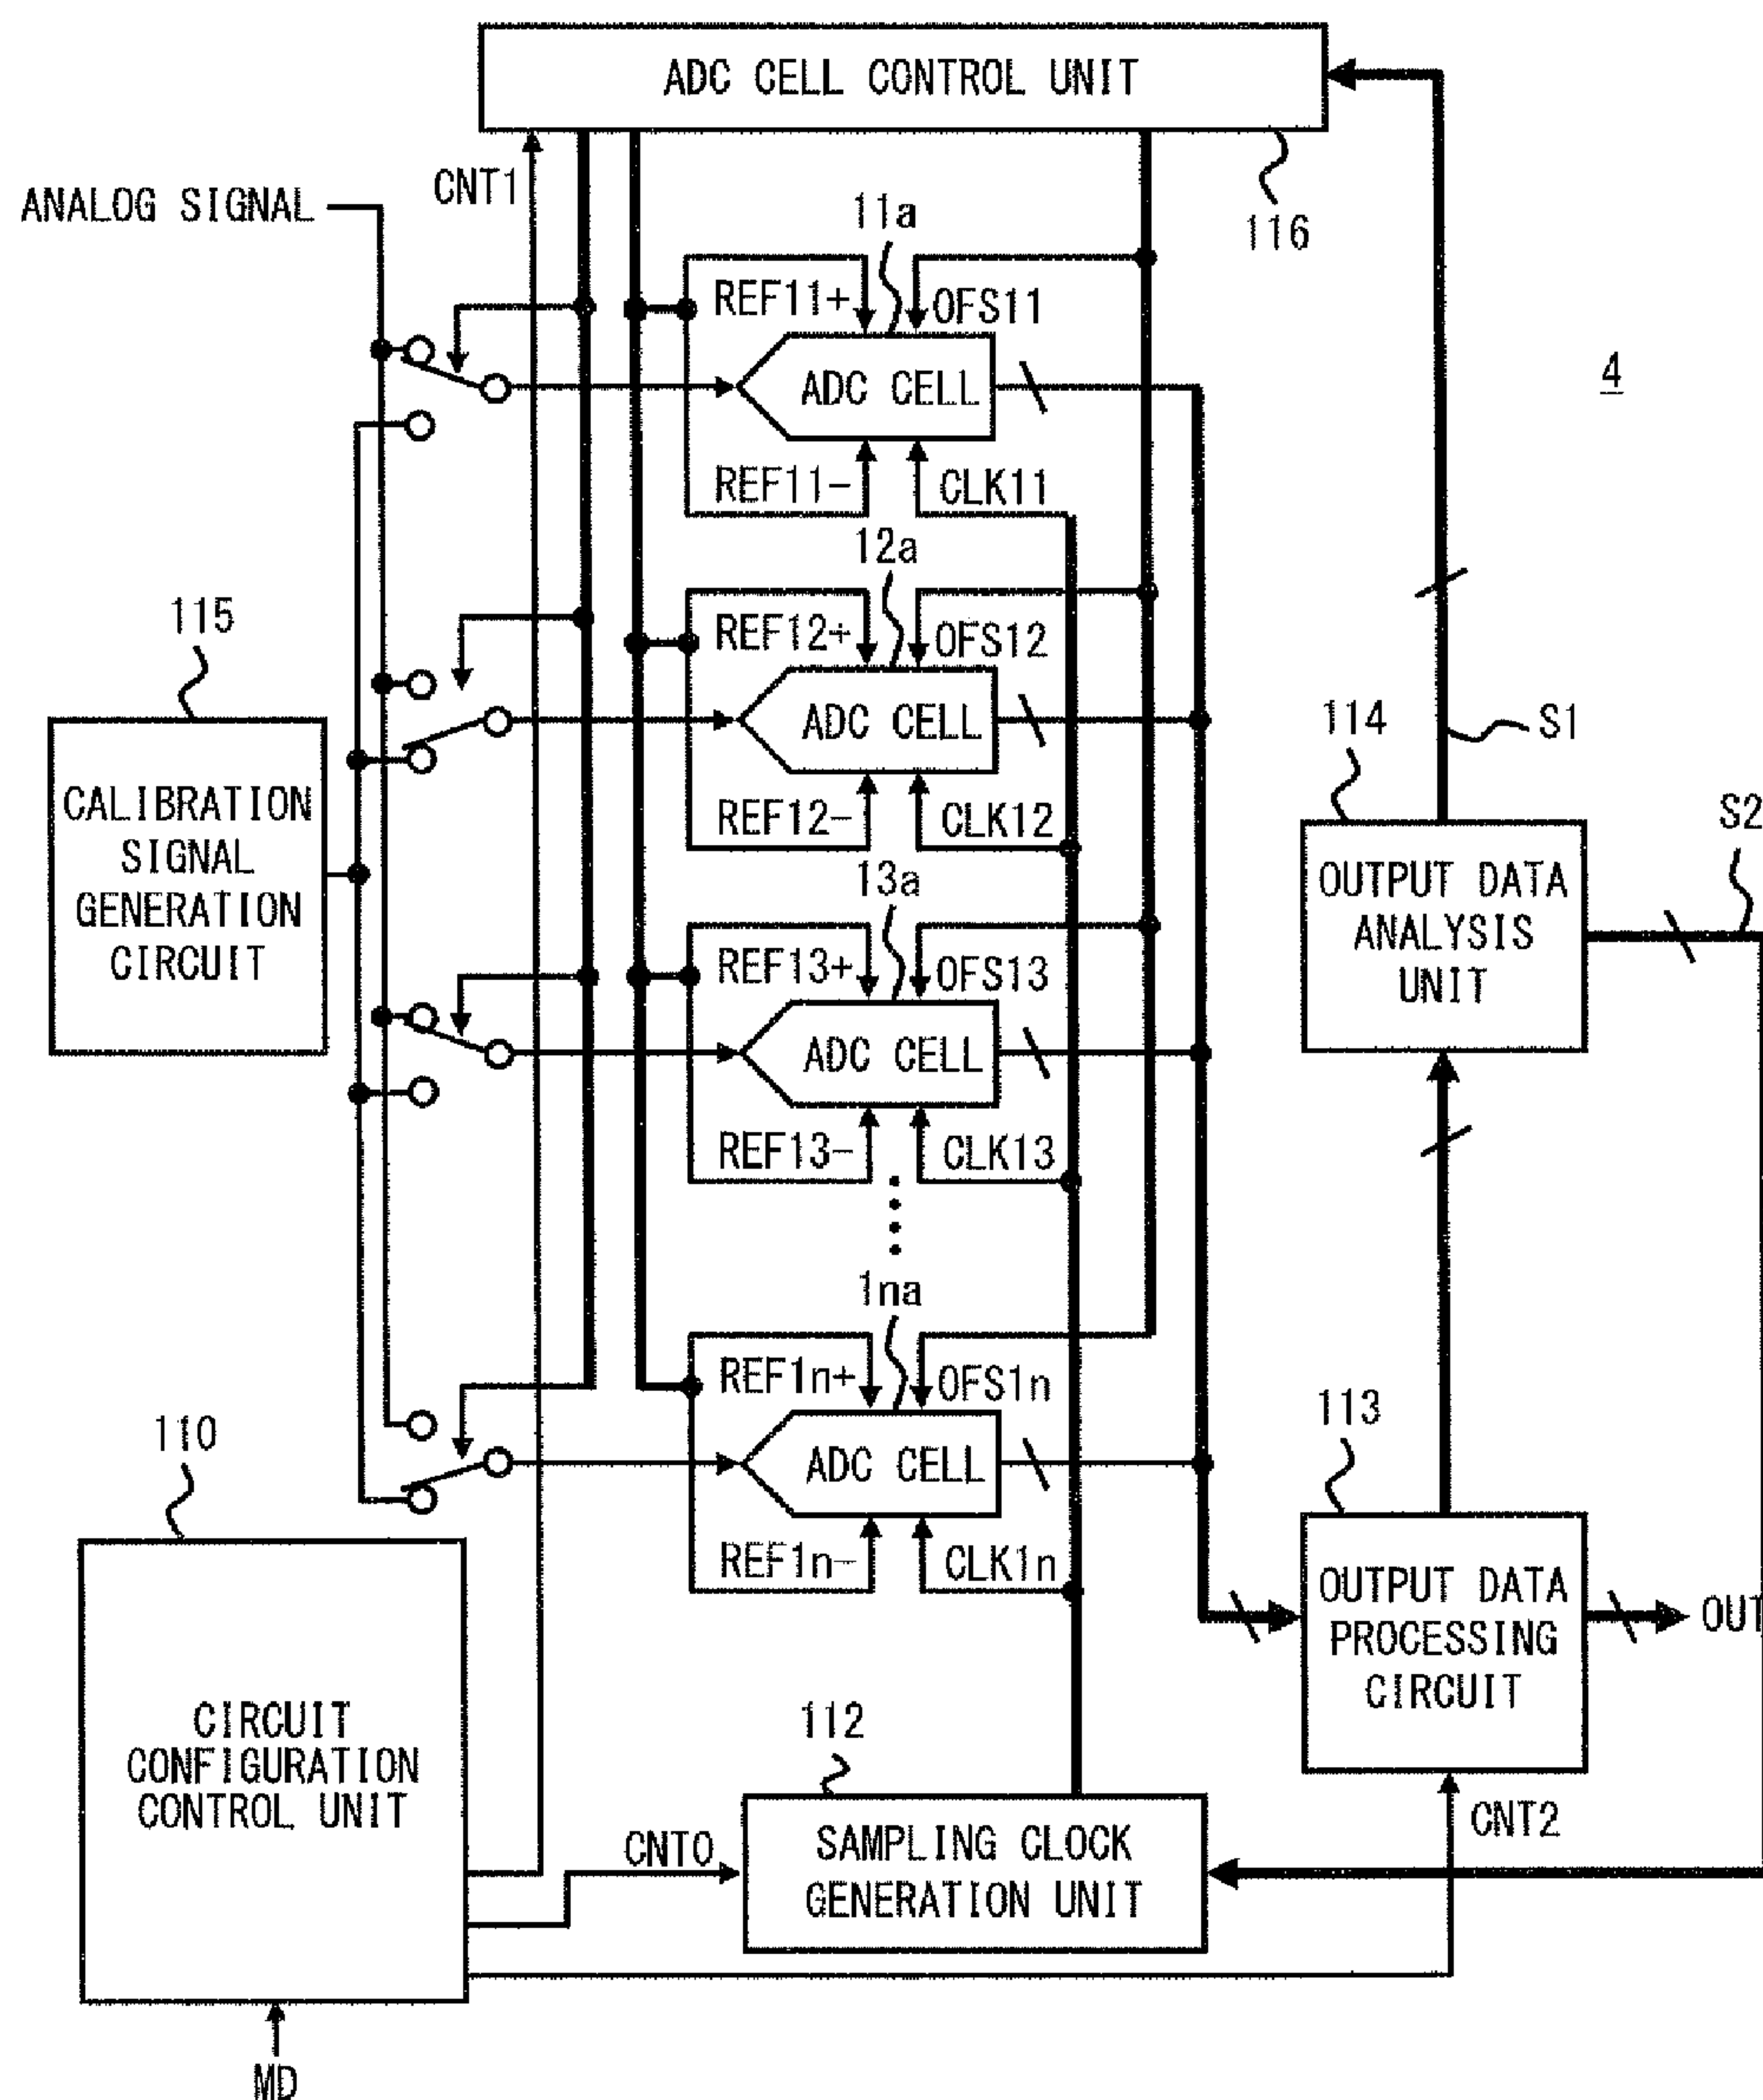 ADC CELL CONTROL UNIT
116
ANALOG SIGNAL
CNT1
4
11a
REF11+
OFS11
ADC CELL
REF11-
CLK11
12a
REF12+
OFS12
ADC CELL
REF12-
CLK12
13a
REF13+
OFS13
ADC CELL
REF13-
CLK13
1na
REF1n+
OFS1n
ADC CELL
REF1n-
CLK1n
115
CALIBRATION
SIGNAL
GENERATION
CIRCUIT
114
S1
S2
OUTPUT DATA
ANALYSIS
UNIT
113
OUTPUT DATA
PROCESSING
CIRCUIT
OUT
CNT2
110
CIRCUIT
CONFIGURATION
CONTROL UNIT
MD
CNT0
112
SAMPLING CLOCK
GENERATION UNIT